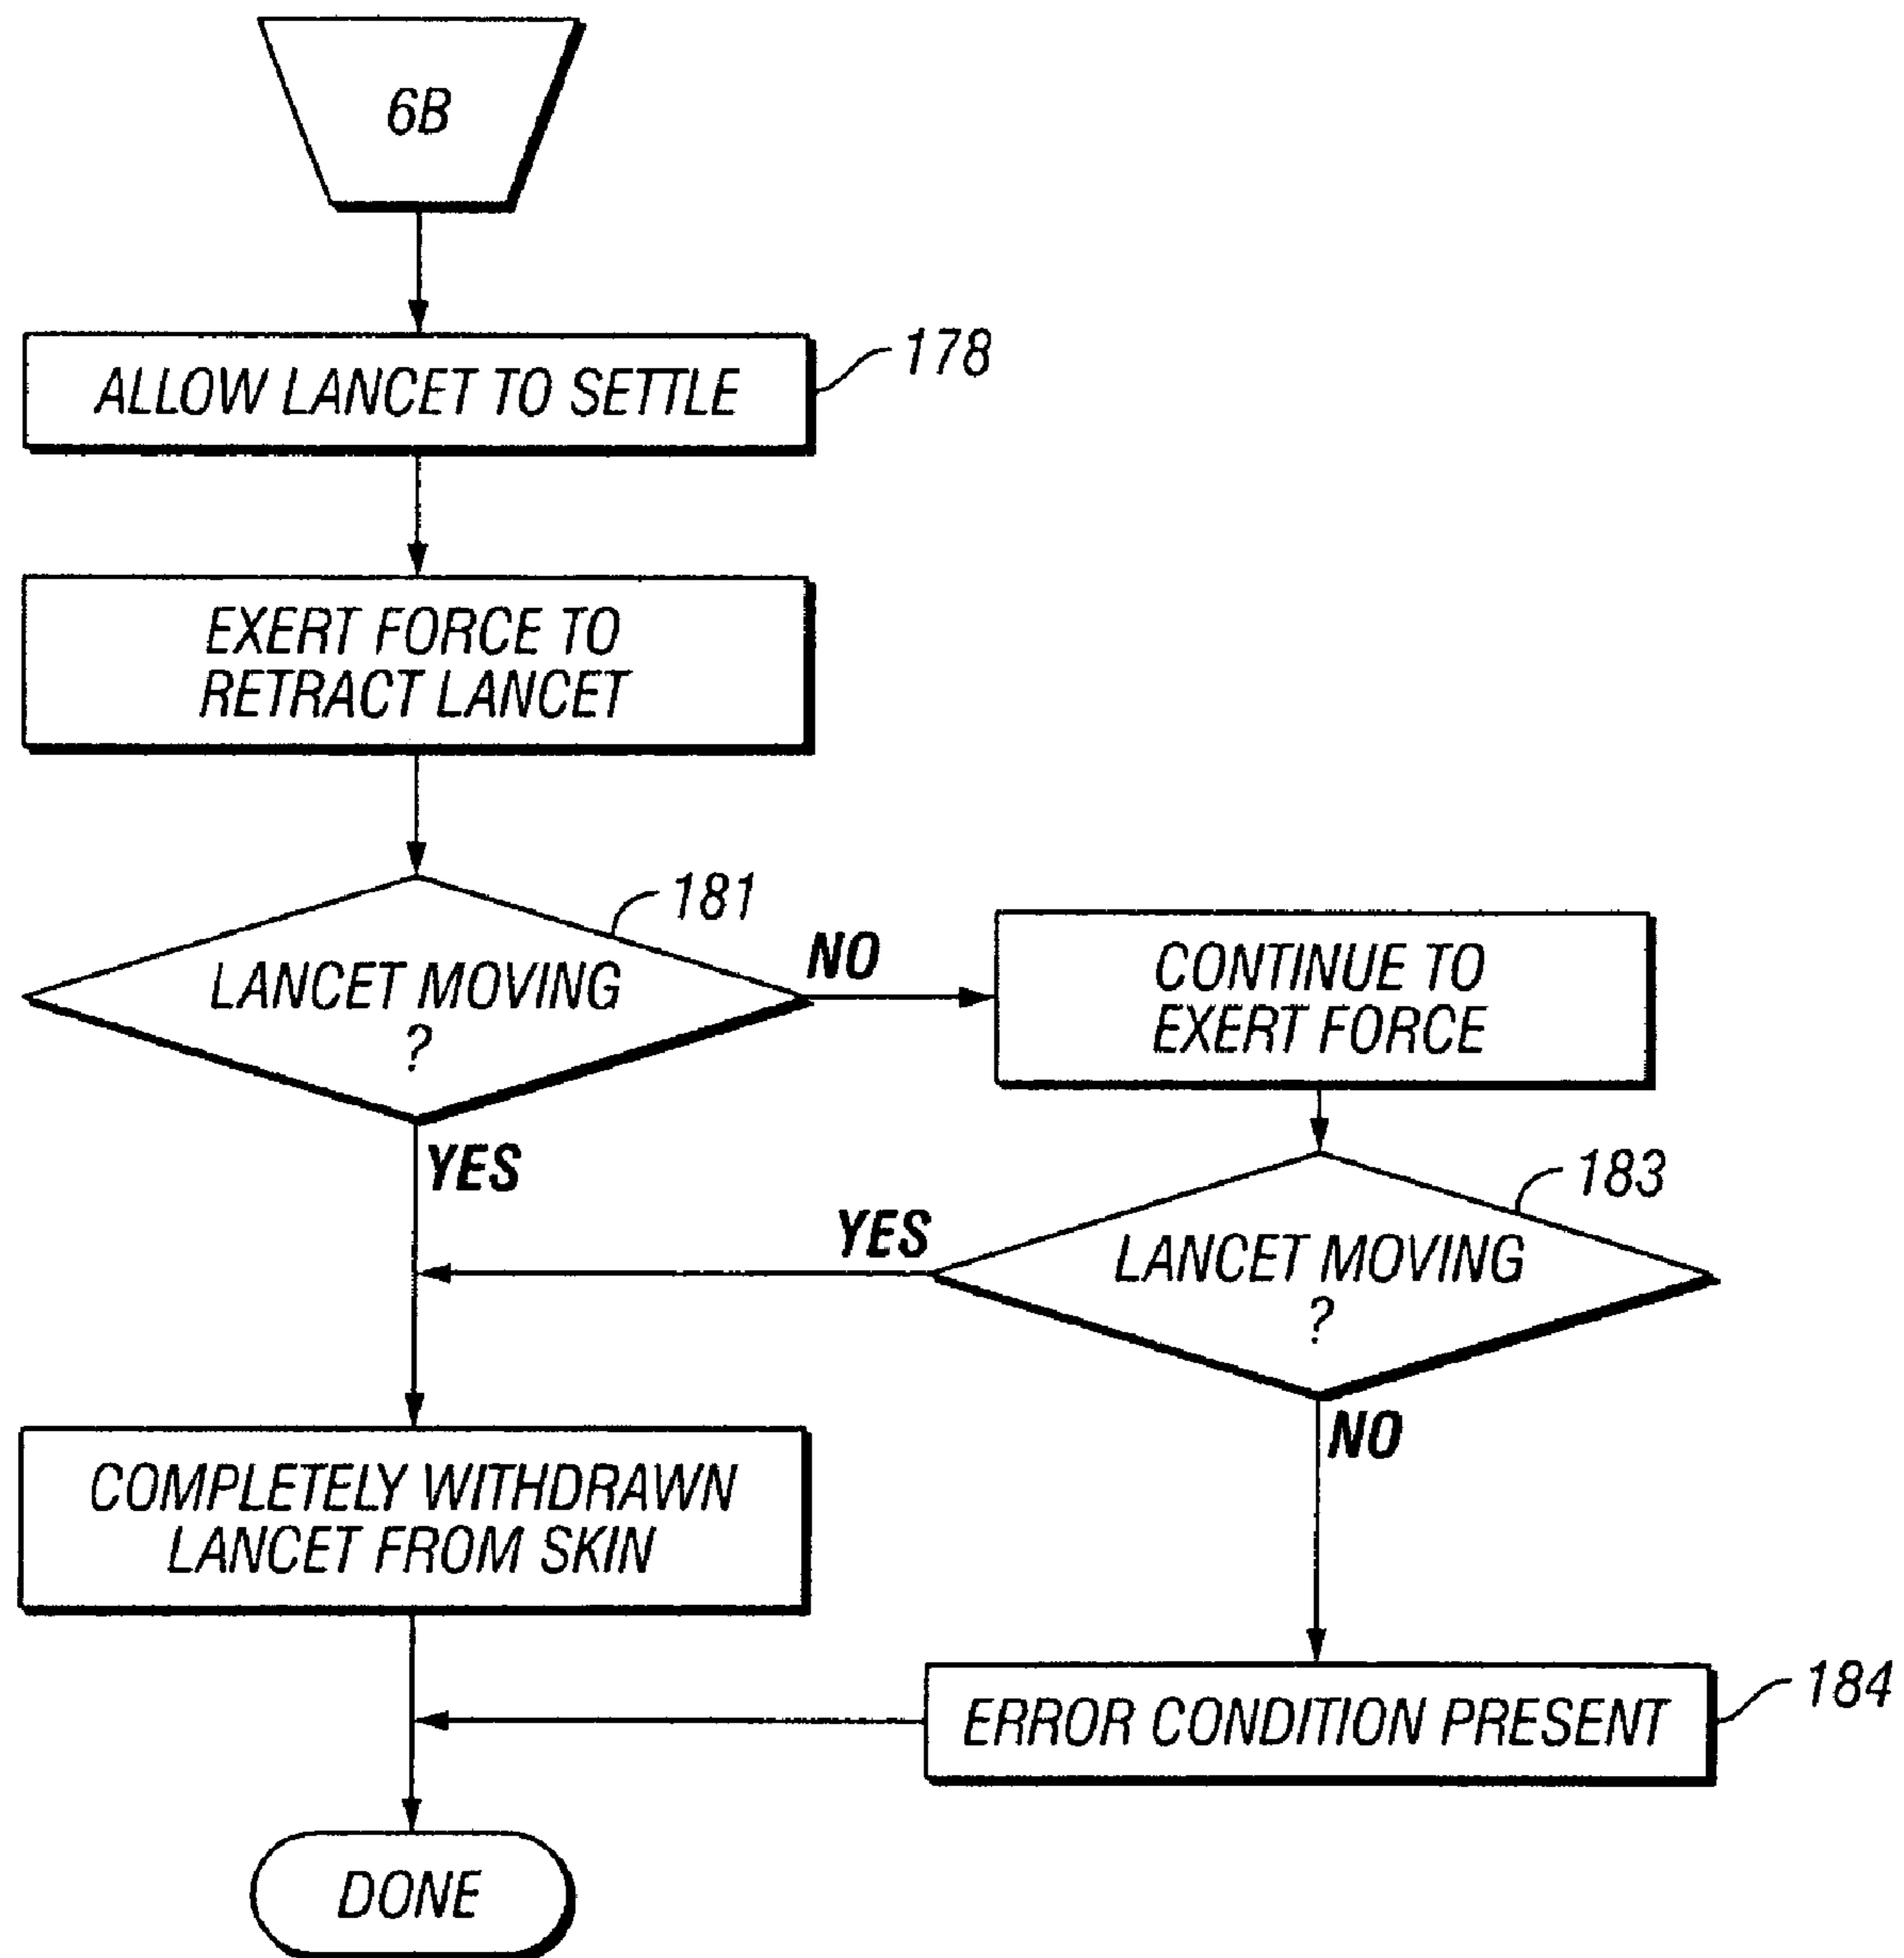 6B
ALLOW LANCET TO SETTLE
178
EXERT FORCE TO
RETRACT LANCET
181
LANCET MOVING
?
NO
CONTINUE TO
EXERT FORCE
YES
183
YES
LANCET MOVING
?
NO
COMPLETELY WITHDRAWN
LANCET FROM SKIN
184
ERROR CONDITION PRESENT
DONE